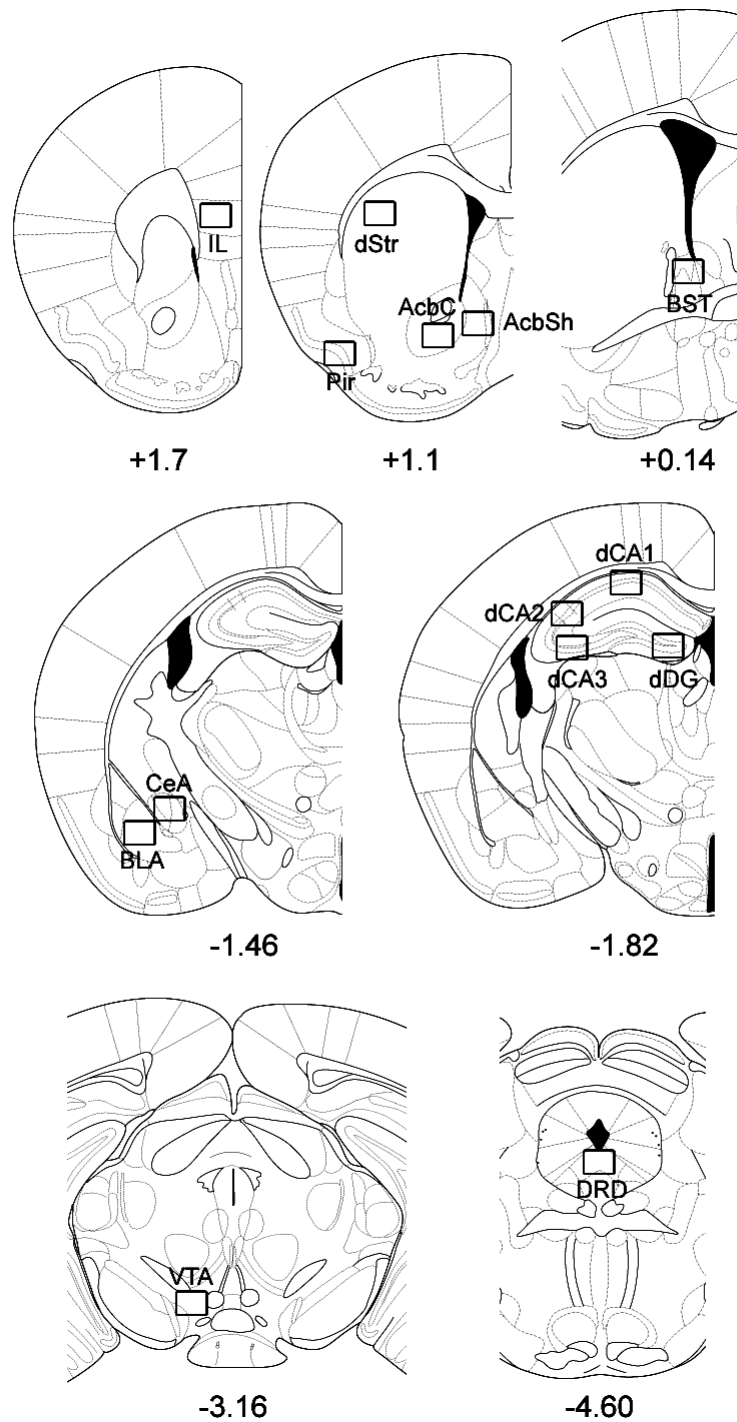 IL
dStr
AcbC
AcbSh
Pir
BST
+1.7
+1.1
+0.14
dCA1
dCA2
dCA3
dDG
CeA
BLA
-1.46
-1.82
DRD
VTA
-3.16
-4.60